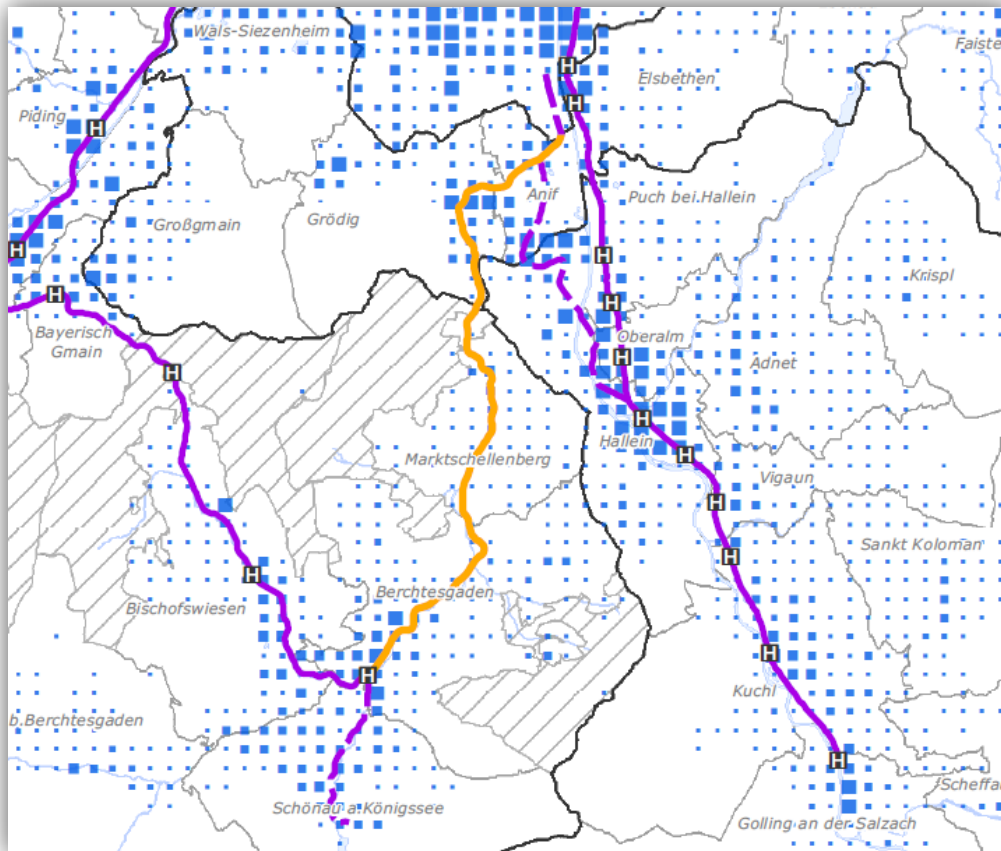 Wals-Siezenheim
Faiste
Elsbethen
H
H
Piding
H
Anif
Puch bei Hallein
Großgmain
Grödig
H
H
Krispl
H
H
Bayerisch
Gmain
Oberalm
H
Adnet
H
H
Hallein
H
Marktschellenberg
Vigaun
H
Sankt Koloman
H
H
Berchtesgaden
Bischofswiesen
H
H
Kuchl
b.Berchtesgaden
H
Scheffau
Schönau a.Königssee
Golling an der Salzach